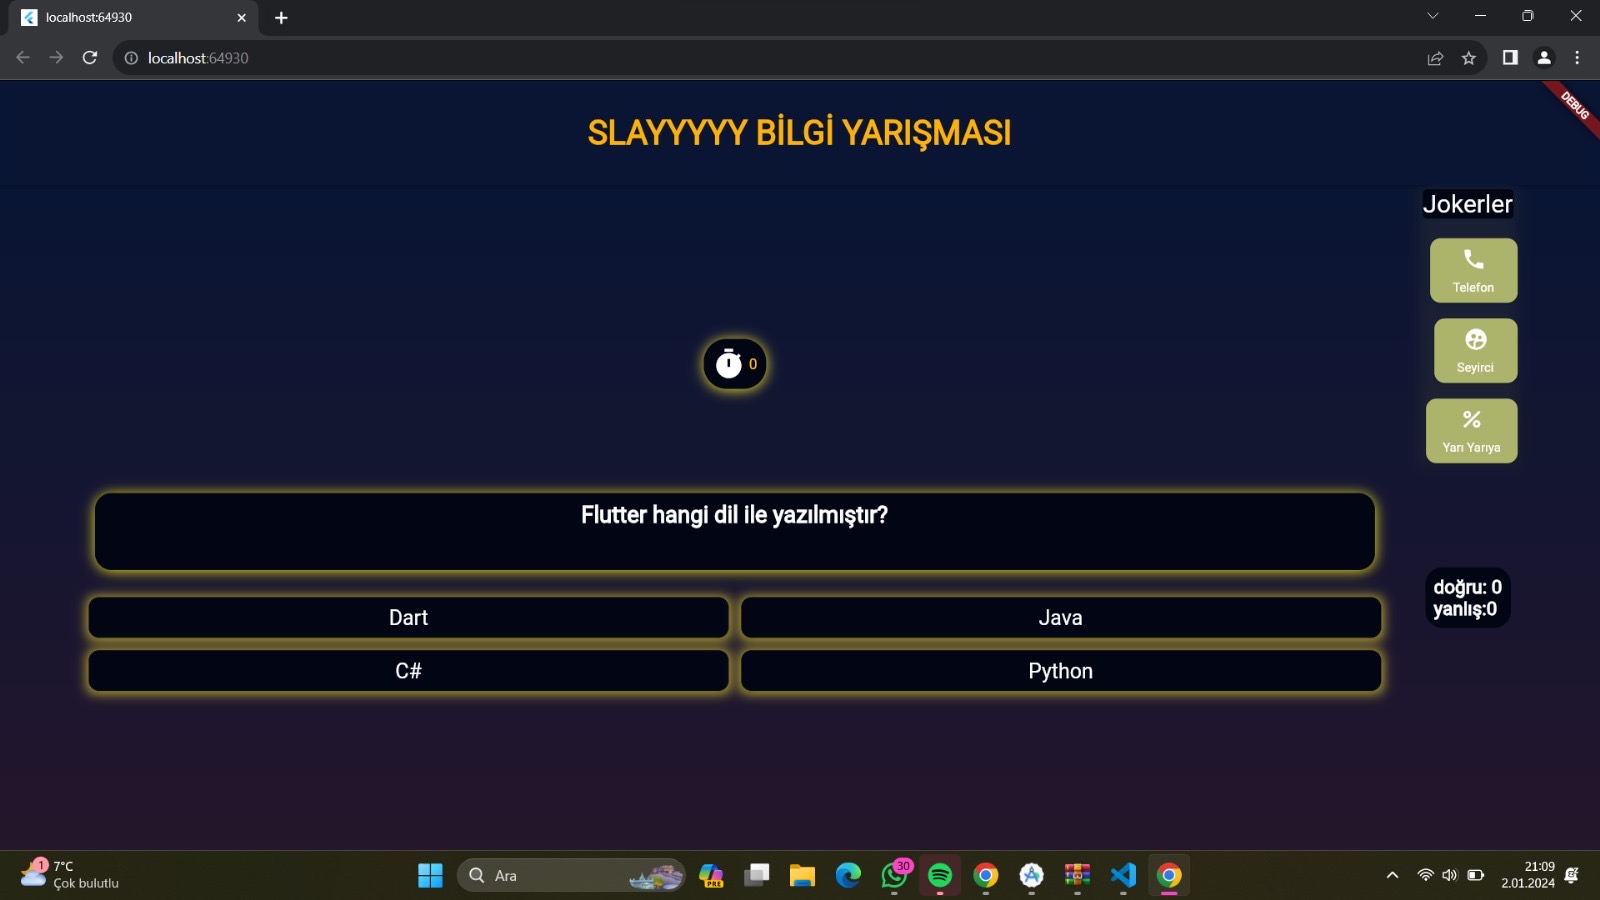 localhost:64930
localhost:64930
DEBUG
SLAYYYYY BİLGİ YARIŞMASI
Jokerler
Telefon
0
Seyirci
%
Yarı Yarıya
Flutter hangi dil ile yazılmıştır?
doğru: 0
yanlış:0
Dart
Java
C#
Python
1
7°C
Çok bulutlu
Ara
PRE
30
21:09
2.01.2024